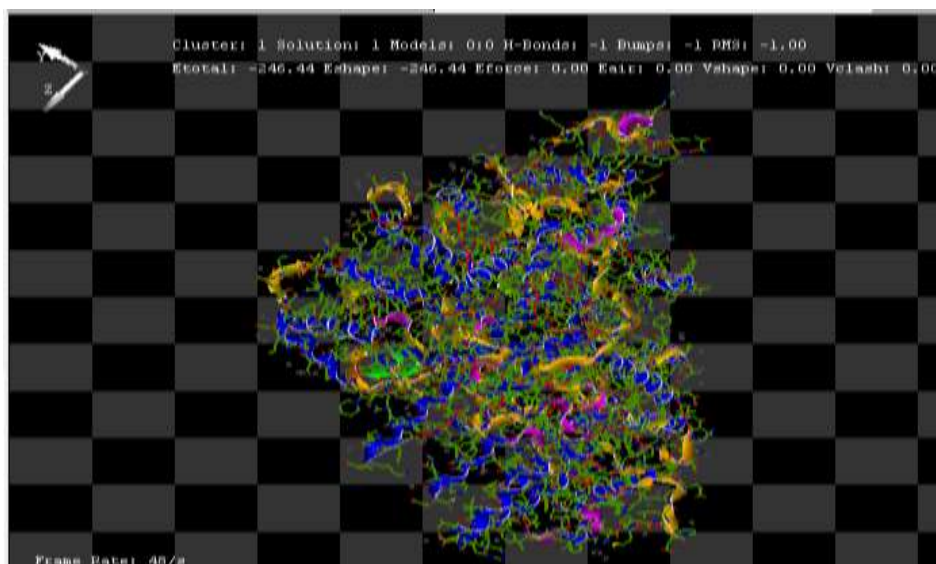 Cluster: 1 Solution: 1 Models: 0:0 H-Bonds: -1 Bumps: -1 RMS: -1.00
Etotal: -246.44 Eshape: -246.44 Eforce: 0.00 Eair: 0.00 Vshape: 0.00 Vclash: 0.00
Frame Rate: 48/s